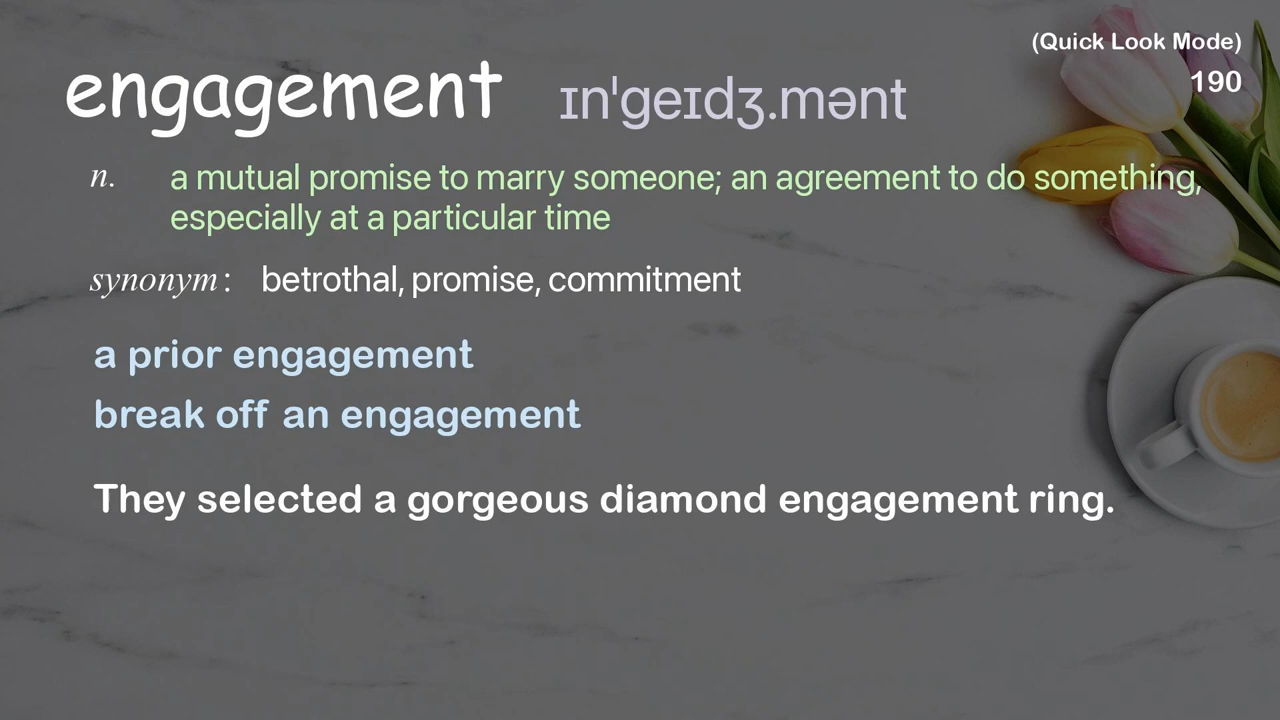 (Quick Look Mode)
190
engagement ɪnˈgeɪdʒ.mənt
n. a mutual promise to marry someone; an agreement to do something,
especially at a particular time
synonym: betrothal, promise, commitment
a prior engagement
break off an engagement
They selected a gorgeous diamond engagement ring.